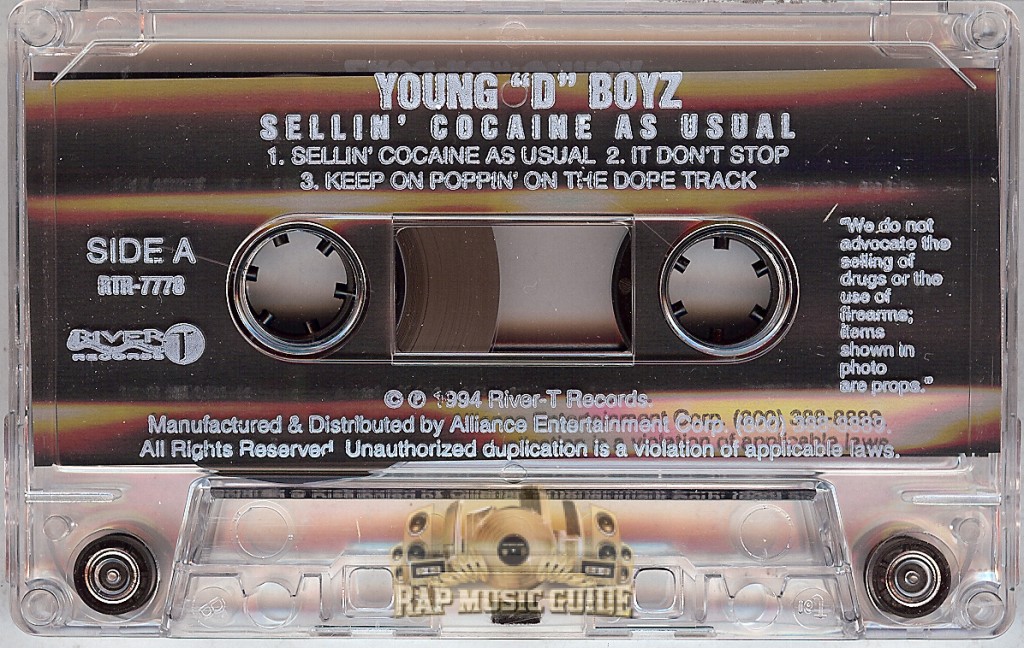 YOUNG "D" BOYZ
SELLIN' COCAINE AS USUAL
1. SELLIN' COCAINE AS USUAL 2. IT DON'T STOP
3. KEEP ON POPPIN' ON THE DOPE TRACK
SIDE A
RTR-7778
RIVER T
RECORDS
"We do not
advocate the
selling of
drugs or the
use of
firearms;
items
shown in
photo
are props."
© ℗ 1994 River-T Records.
Manufactured & Distributed by Alliance Entertainment Corp. (800)
All Rights Reserved Unauthorized duplication is a violation of applicable laws.
RAP MUSIC GUIDE